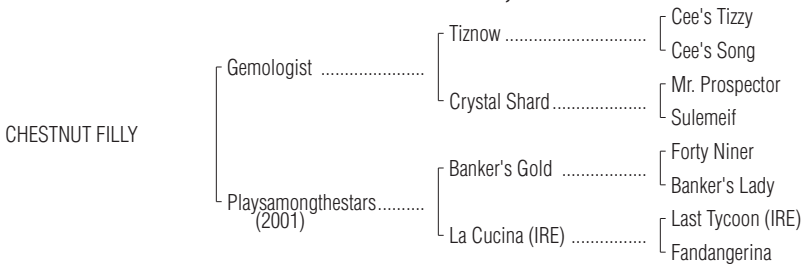 Cee's Tizzy
Tiznow ..............................
Cee's Song
Gemologist ......................
Mr. Prospector
Crystal Shard....................
Sulemeif
CHESTNUT FILLY
Forty Niner
Banker's Gold ..................
Banker's Lady
Playsamongthestars..........
(2001)
Last Tycoon (IRE)
La Cucina (IRE) ................
Fandangerina